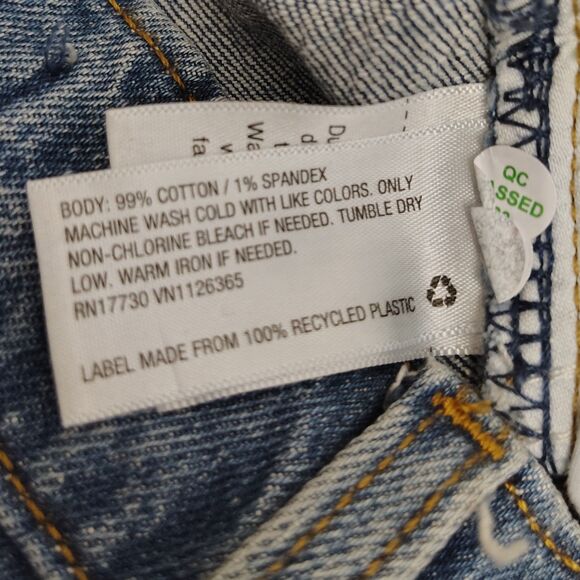 BODY: 99% COTTON / 1% SPANDEX
MACHINE WASH COLD WITH LIKE COLORS. ONLY
NON-CHLORINE BLEACH IF NEEDED. TUMBLE DRY
LOW. WARM IRON IF NEEDED.
RN17730 VN1126365
LABEL MADE FROM 100% RECYCLED PLASTIC
QC